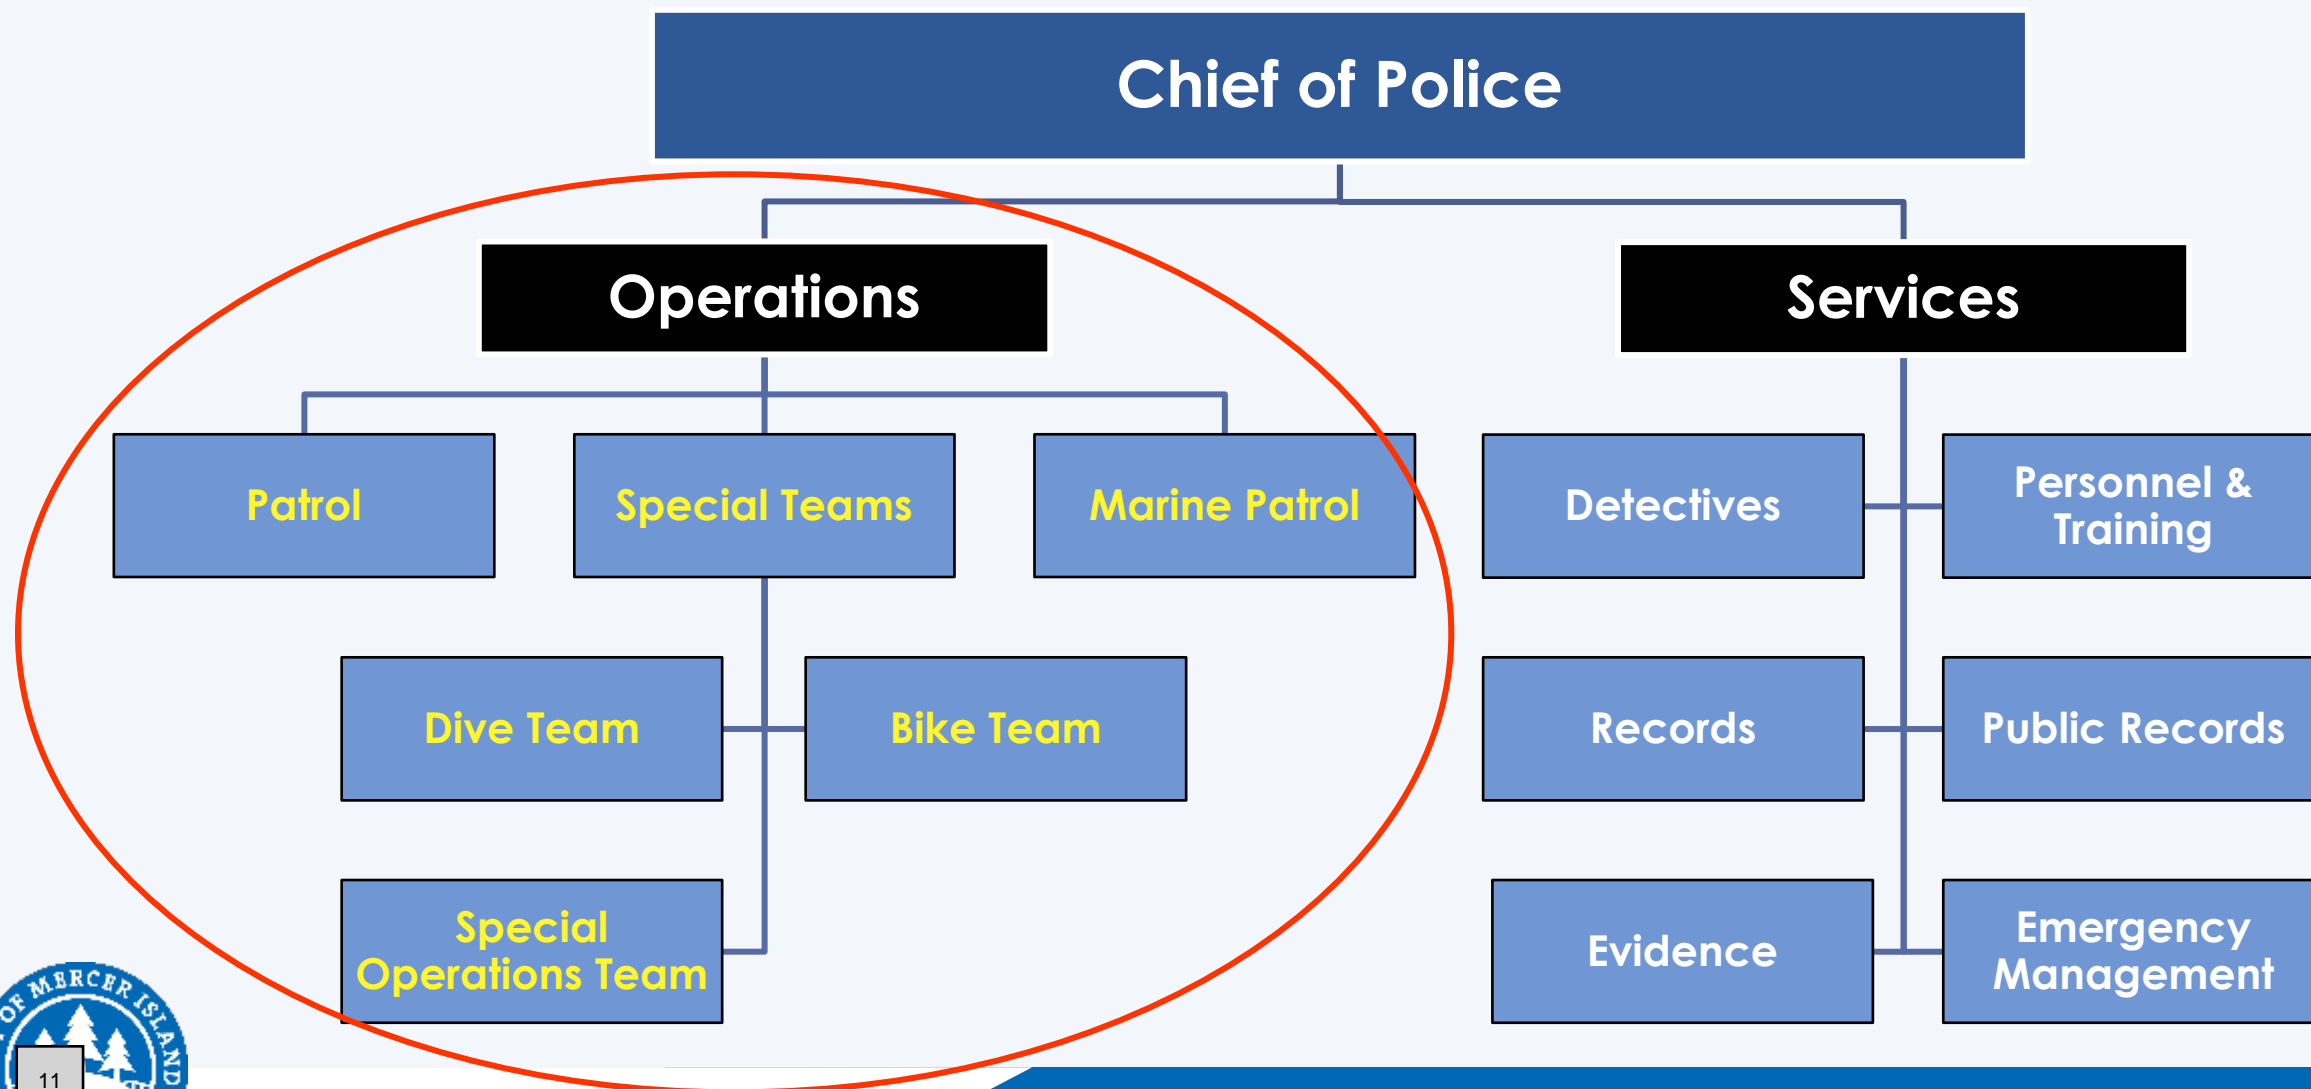 Chief of Police
Operations
Services
Patrol
Special Teams
Marine Patrol
Detectives
Personnel &
Training
Dive Team
Bike Team
Records
Public Records
Special
Operations Team
Evidence
Emergency
Management
OF MERCER ISLAND
11